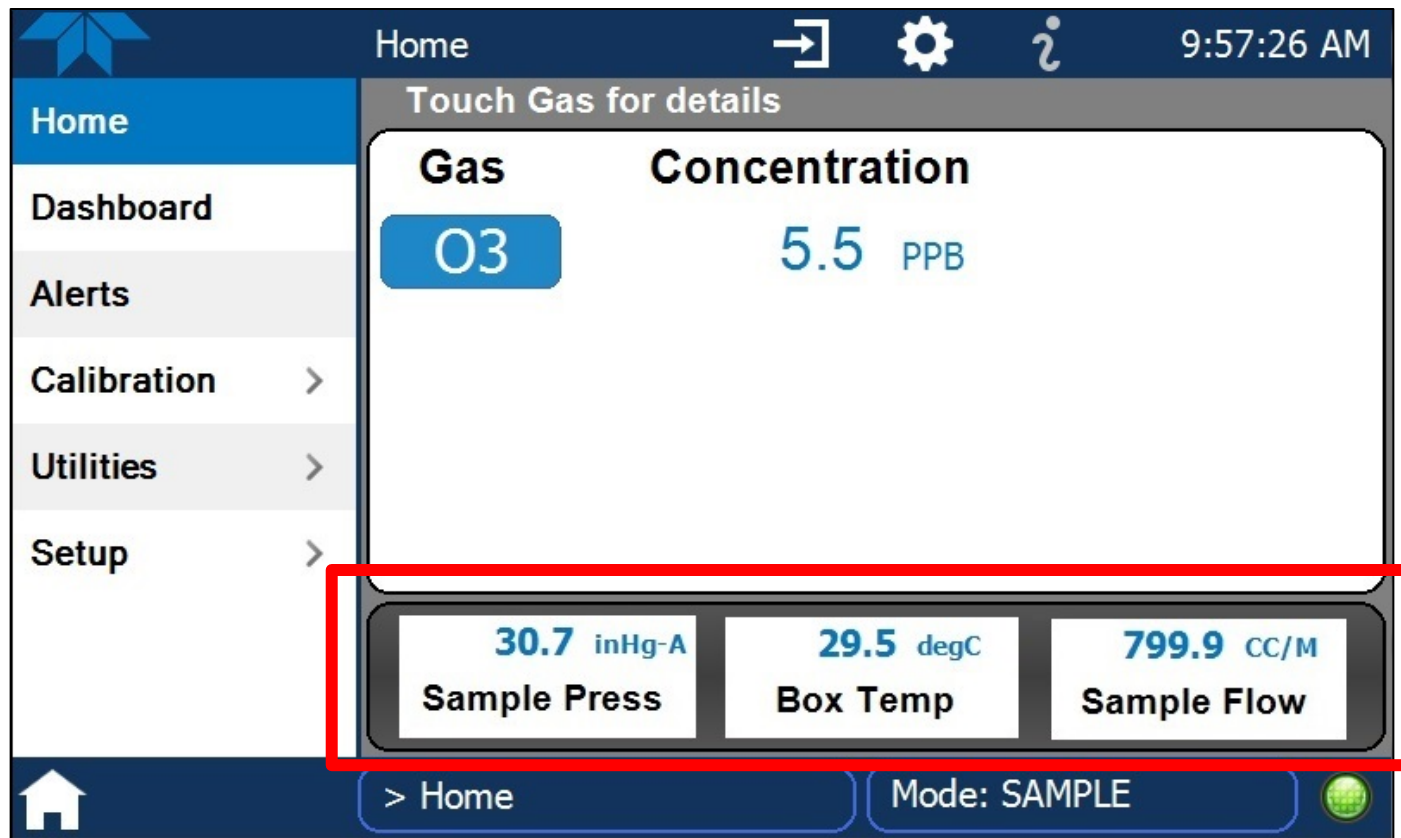 Home 9:57:26 AM
Home
Dashboard
Alerts
Calibration >
Utilities >
Setup >
Touch Gas for details
Gas Concentration
O3 5.5 PPB
30.7 inHg-A
Sample Press
29.5 degC
Box Temp
799.9 CC/M
Sample Flow
> Home
Mode: SAMPLE